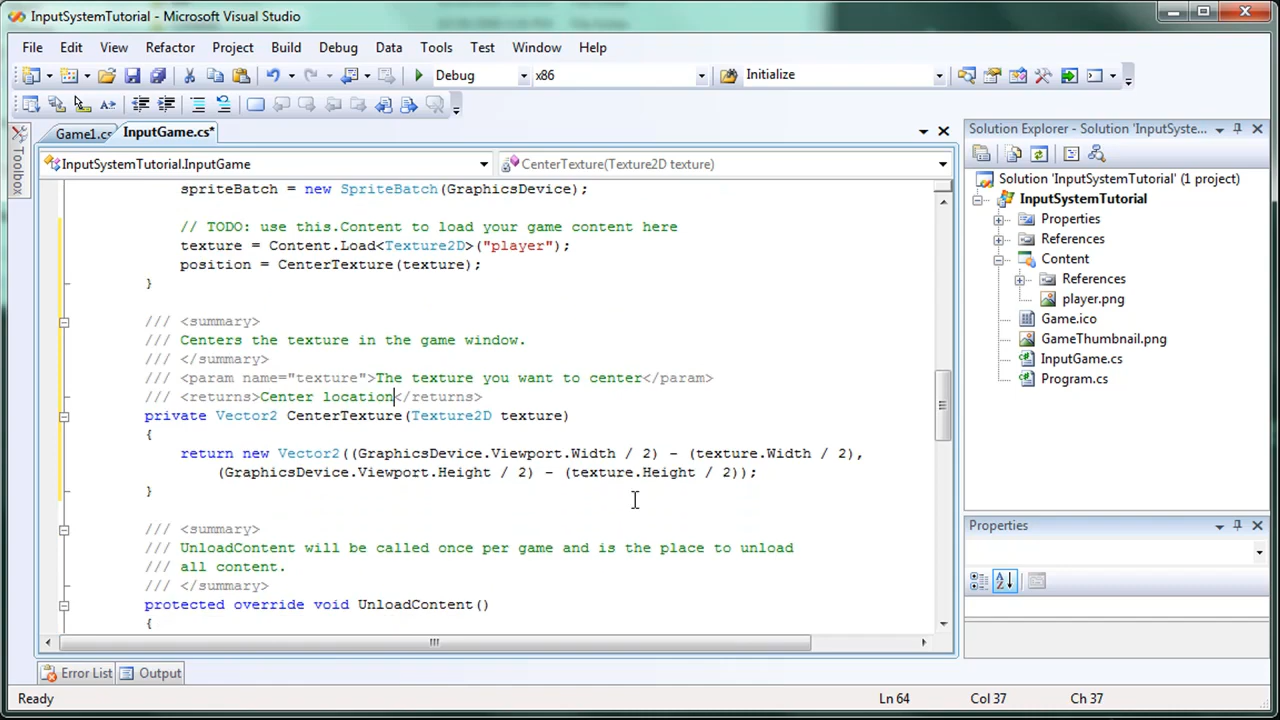 InputSystemTutorial - Microsoft Visual Studio
File Edit View Refactor Project Build Debug Data Tools Test Window Help
Debug x86 Initialize
Game1.cs InputGame.cs*
InputSystemTutorial.InputGame CenterTexture(Texture2D texture)
Toolbox
spriteBatch = new SpriteBatch(GraphicsDevice);
// TODO: use this.Content to load your game content here
texture = Content.Load<Texture2D>("player");
position = CenterTexture(texture);
}
/// <summary>
/// Centers the texture in the game window.
/// </summary>
/// <param name="texture">The texture you want to center</param>
/// <returns>Center location</returns>
private Vector2 CenterTexture(Texture2D texture)
{
return new Vector2((GraphicsDevice.Viewport.Width / 2) - (texture.Width / 2),
(GraphicsDevice.Viewport.Height / 2) - (texture.Height / 2));
}
/// <summary>
/// UnloadContent will be called once per game and is the place to unload
/// all content.
/// </summary>
protected override void UnloadContent()
{
Solution Explorer - Solution 'InputSyste...
Solution 'InputSystemTutorial' (1 project)
InputSystemTutorial
Properties
References
Content
References
player.png
Game.ico
GameThumbnail.png
InputGame.cs
Program.cs
Properties
Error List Output
Ready Ln 64 Col 37 Ch 37